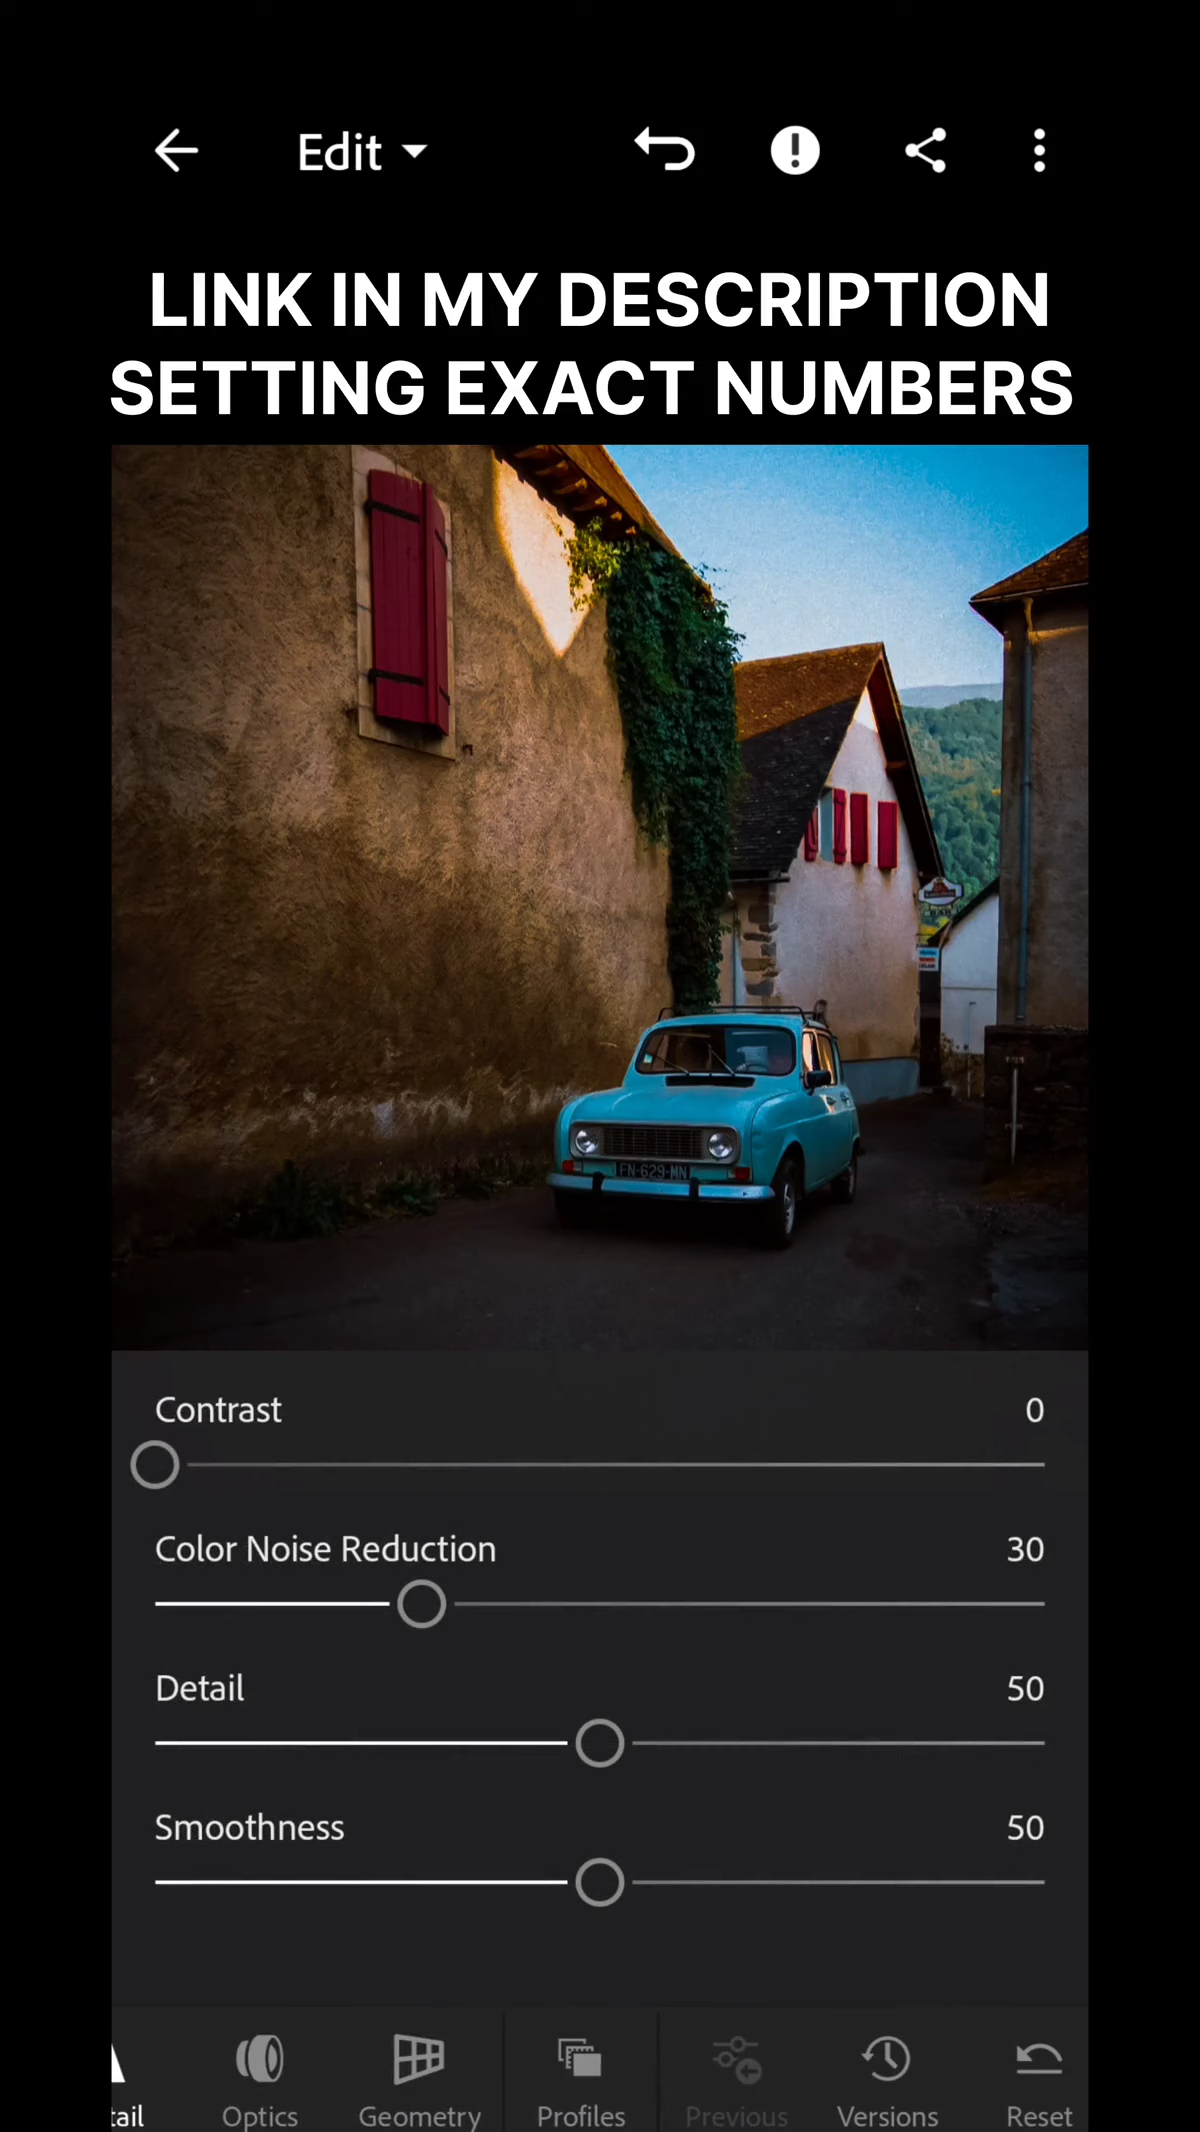 Edit
LINK IN MY DESCRIPTION
SETTING EXACT NUMBERS
FN-629-MN
Contrast 0
Color Noise Reduction 30
Detail 50
Smoothness 50
tail Optics Geometry Profiles Previous Versions Reset